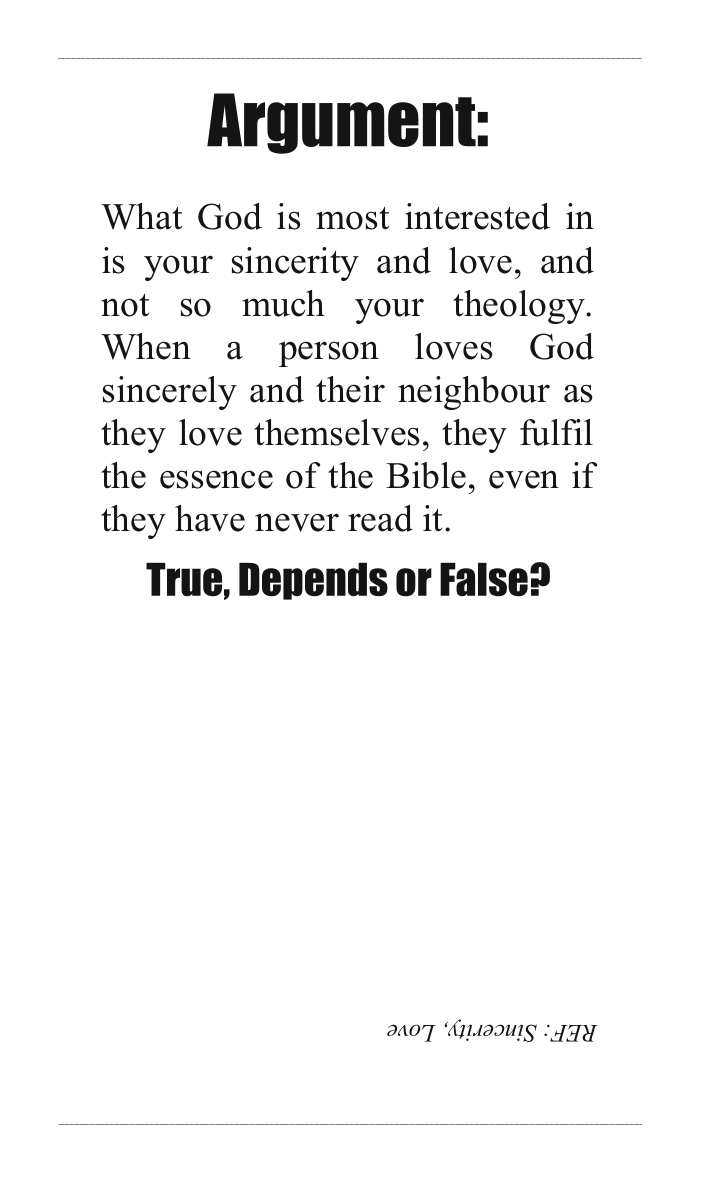 Argument:
What God is most interested in
is your sincerity and love, and
not so much your theology.
When a person loves God
sincerely and their neighbour as
they love themselves, they fulfil
the essence of the Bible, even if
they have never read it.
True, Depends or False?
REF: Sincerity, Love